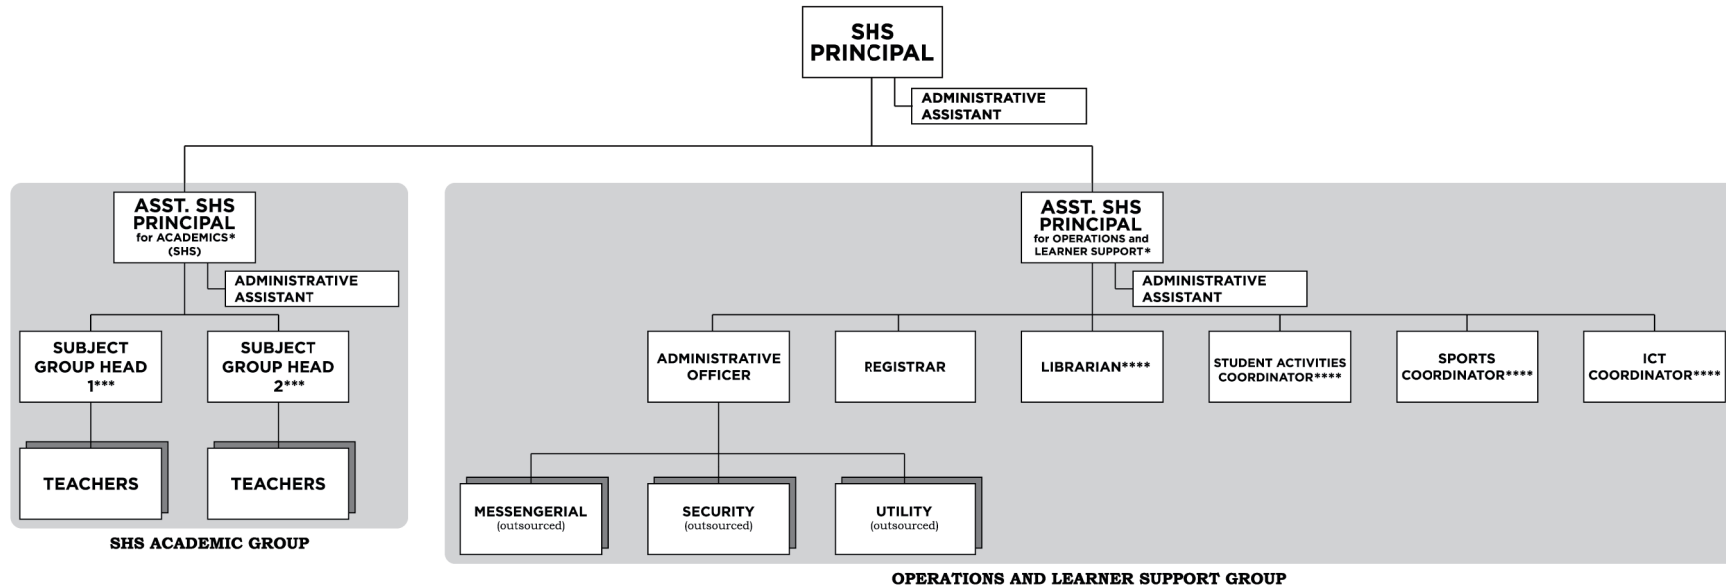 SHS
PRINCIPAL
ADMINISTRATIVE
ASSISTANT
ASST. SHS
PRINCIPAL
for ACADEMICS*
(SHS)
ADMINISTRATIVE
ASSISTANT
SUBJECT
GROUP HEAD
1***
SUBJECT
GROUP HEAD
2***
TEACHERS
TEACHERS
SHS ACADEMIC GROUP
ASST. SHS
PRINCIPAL
for OPERATIONS and
LEARNER SUPPORT*
ADMINISTRATIVE
ASSISTANT
ADMINISTRATIVE
OFFICER
REGISTRAR
LIBRARIAN****
STUDENT ACTIVITIES
COORDINATOR****
SPORTS
COORDINATOR****
ICT
COORDINATOR****
MESSENGERIAL
(outsourced)
SECURITY
(outsourced)
UTILITY
(outsourced)
OPERATIONS AND LEARNER SUPPORT GROUP